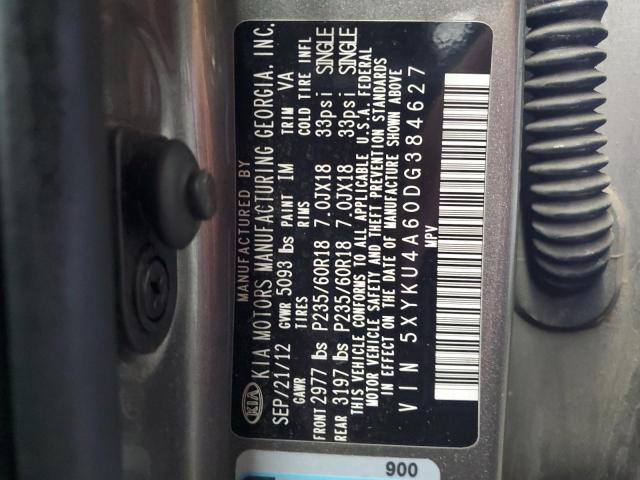 MANUFACTURED BY
KIA KIA MOTORS MANUFACTURING GEORGIA, INC.
SEP/21/12 GVWR 5093 lbs PAINT IM TRIM VA
GAWR TIRES RIMS COLD TIRE INFL
FRONT 2977 lbs P235/60R18 7.0JX18 33psi SINGLE
REAR 3197 lbs P235/60R18 7.0JX18 33psi SINGLE
THIS VEHICLE CONFORMS TO ALL APPLICABLE U.S.A. FEDERAL
MOTOR VEHICLE SAFETY AND THEFT PREVENTION STANDARDS
IN EFFECT ON THE DATE OF MANUFACTURE SHOWN ABOVE
VIN 5XYKU4A60DG384627
MPV
900